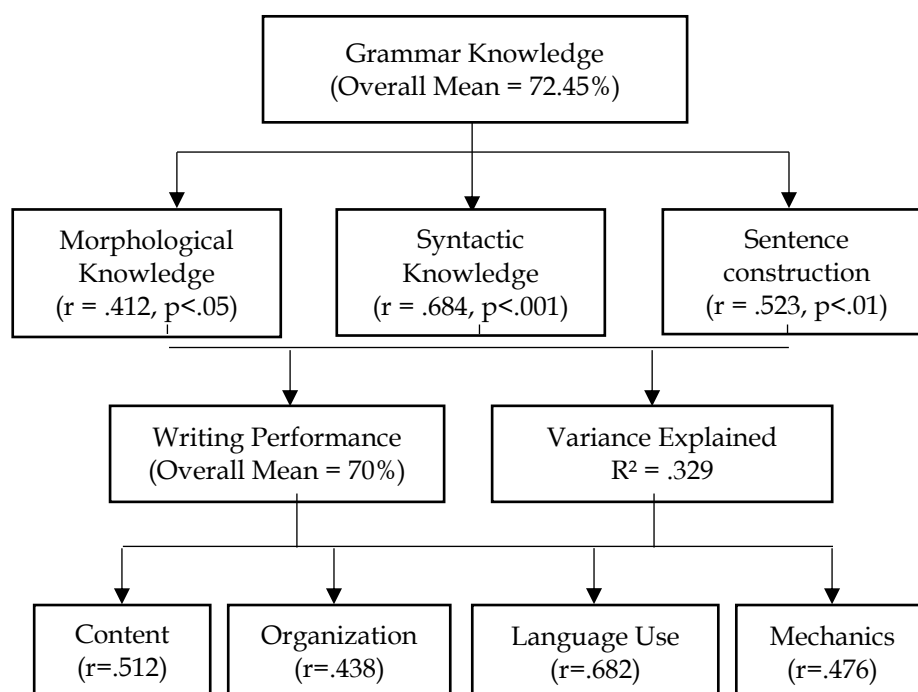 Grammar Knowledge
(Overall Mean = 72.45%)
Morphological
Knowledge
(r = .412, p<.05)
Syntactic
Knowledge
(r = .684, p<.001)
Sentence
construction
(r = .523, p<.01)
Writing Performance
(Overall Mean = 70%)
Variance Explained
R² = .329
Content
(r=.512)
Organization
(r=.438)
Language Use
(r=.682)
Mechanics
(r=.476)